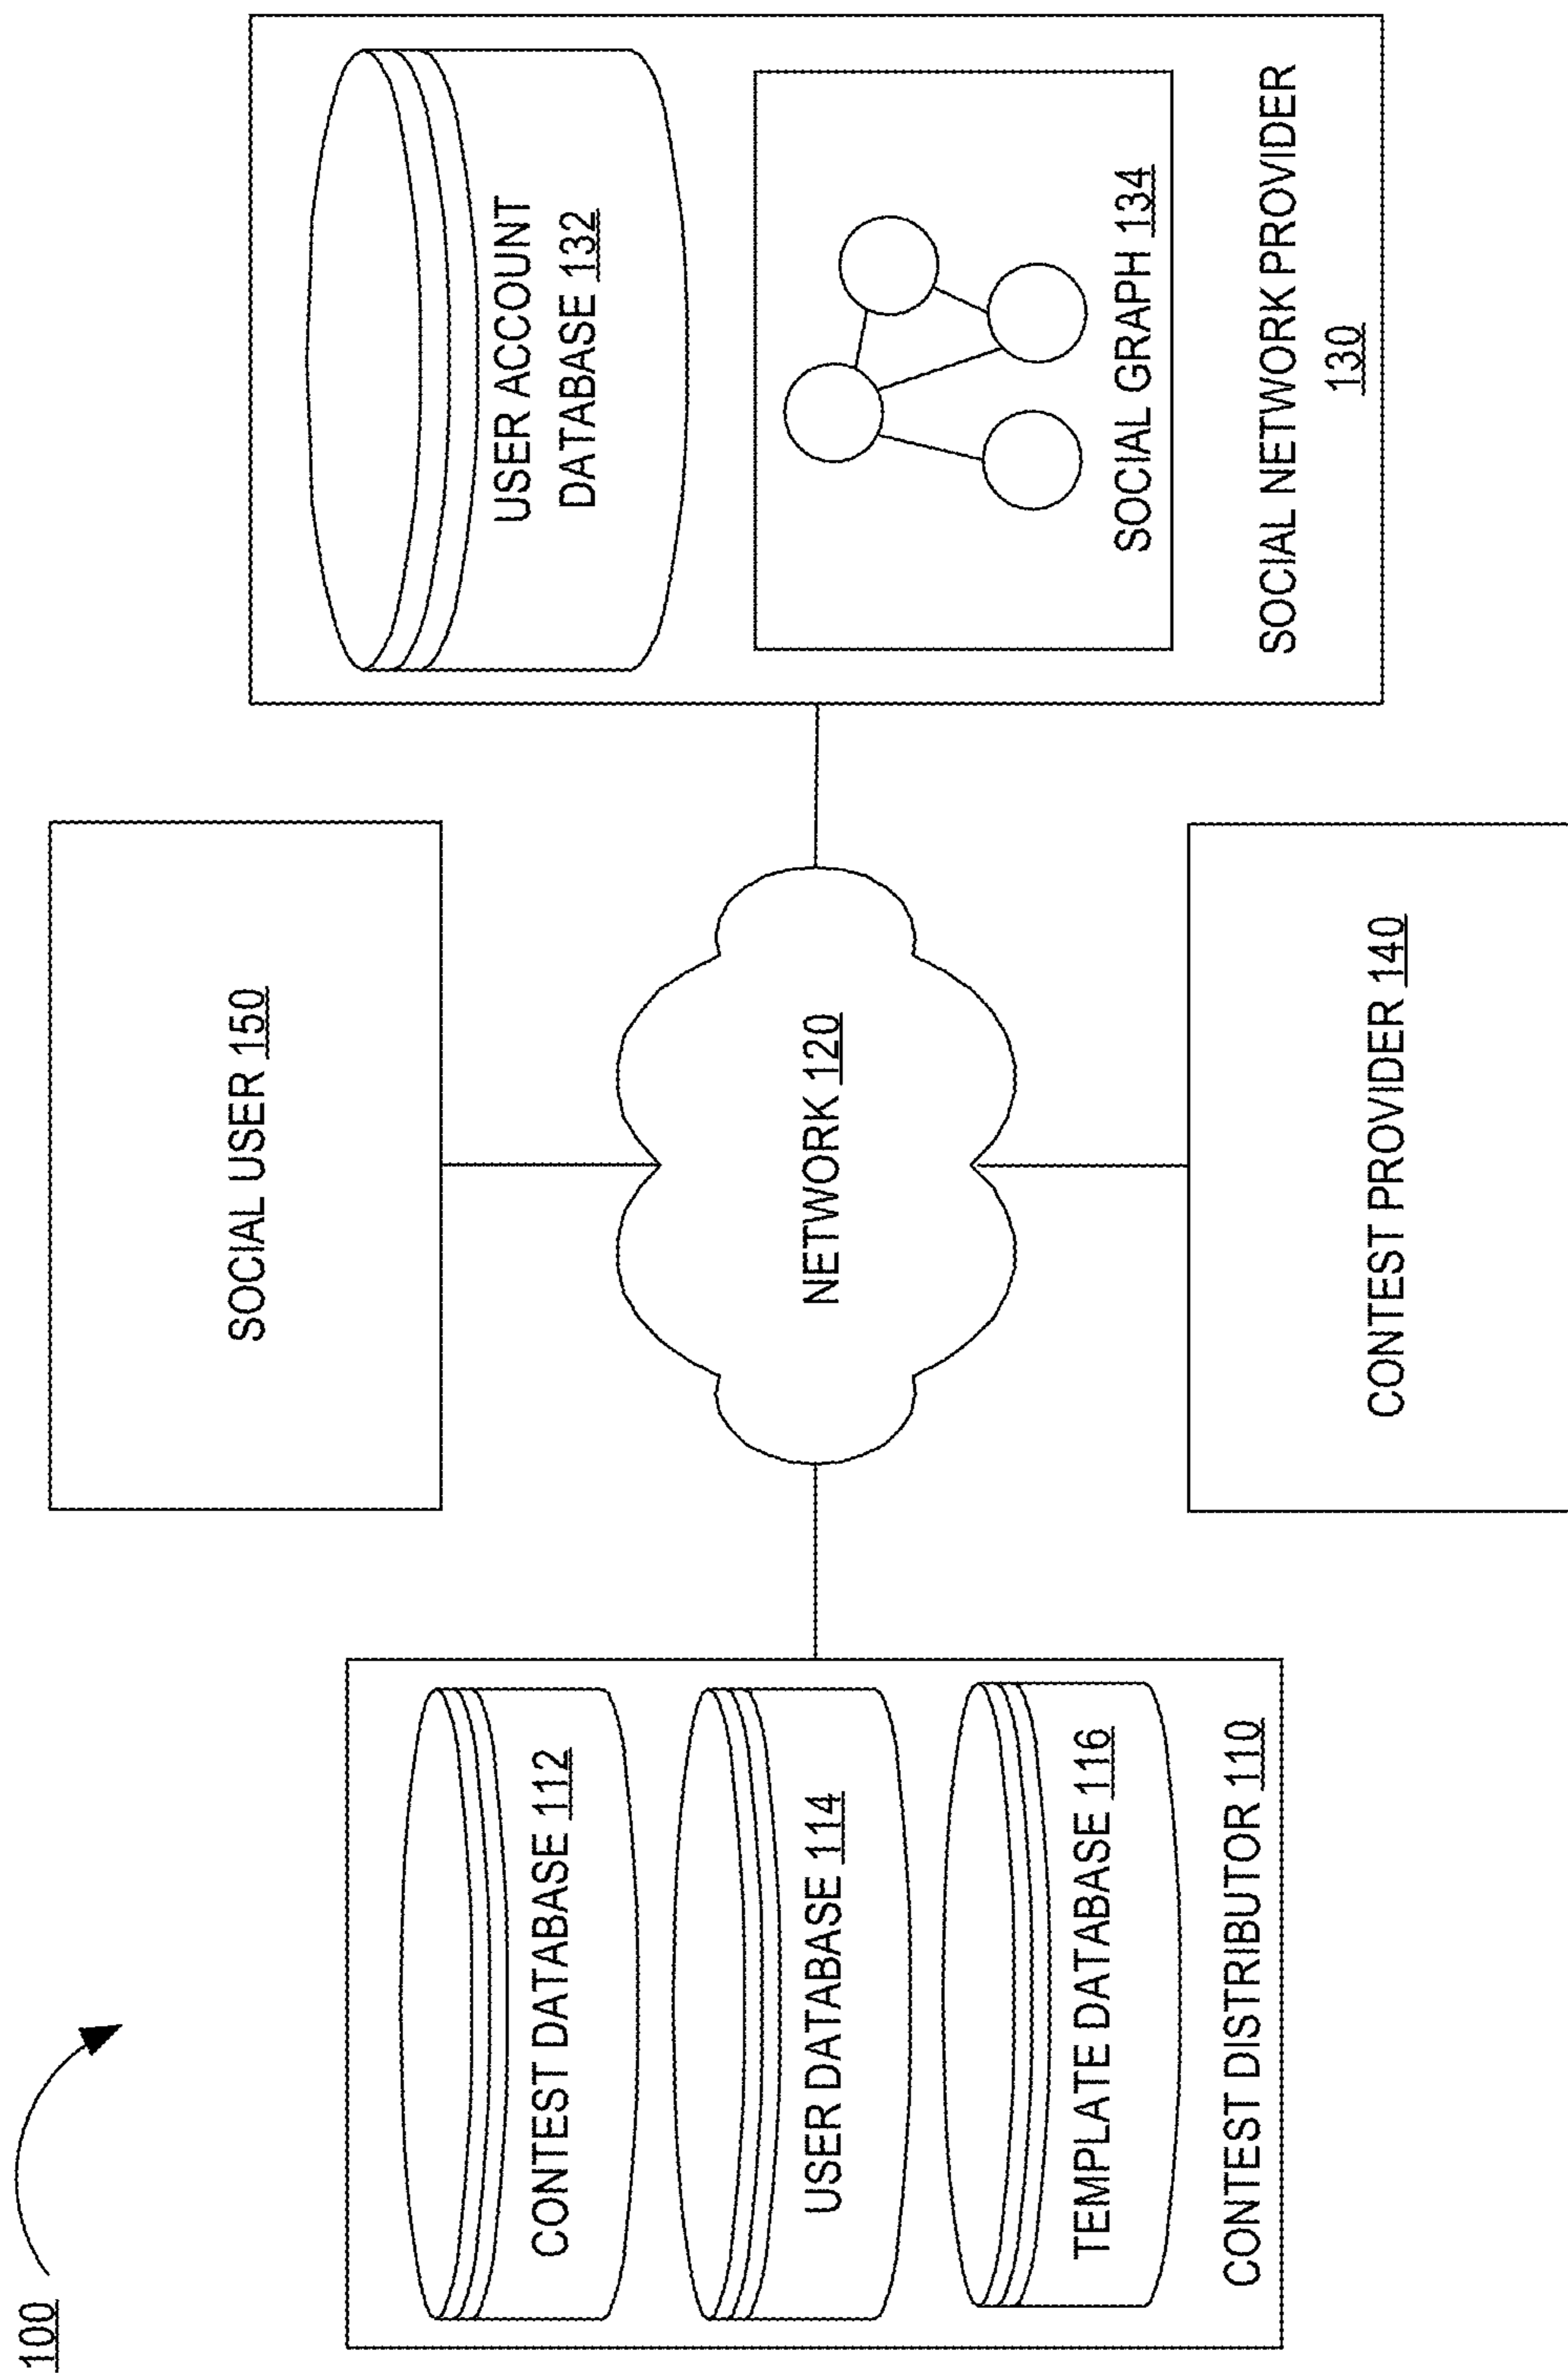 100
SOCIAL USER 150
CONTEST DATABASE 112
USER DATABASE 114
TEMPLATE DATABASE 116
CONTEST DISTRIBUTOR 110
NETWORK 120
CONTEST PROVIDER 140
USER ACCOUNT
DATABASE 132
SOCIAL GRAPH 134
SOCIAL NETWORK PROVIDER
130